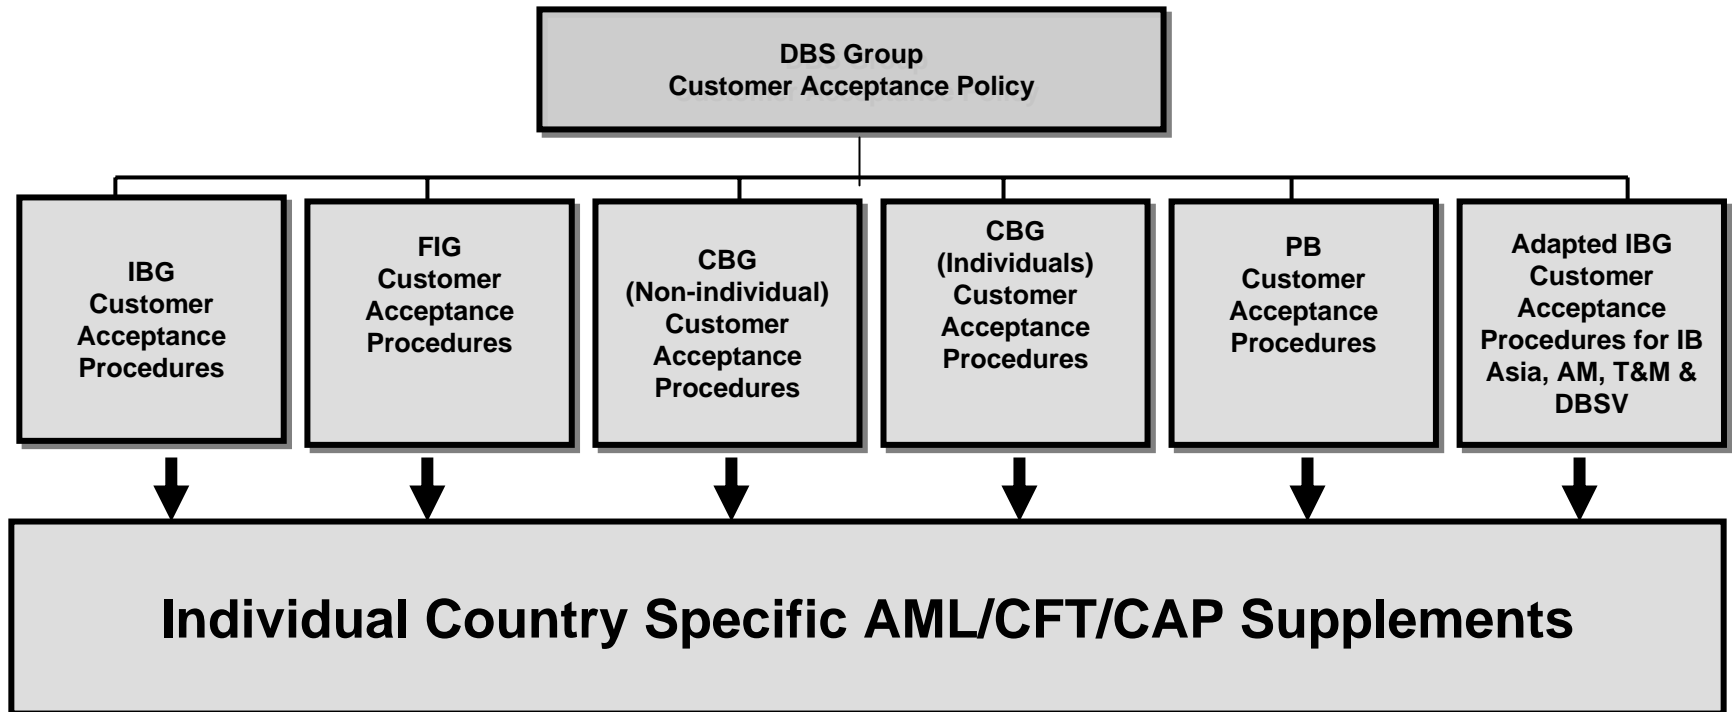 DBS Group
Customer Acceptance Policy
IBG
Customer
Acceptance
Procedures
FIG
Customer
Acceptance
Procedures
CBG
(Non-individual)
Customer
Acceptance
Procedures
CBG
(Individuals)
Customer
Acceptance
Procedures
PB
Customer
Acceptance
Procedures
Adapted IBG
Customer
Acceptance
Procedures for IB
Asia, AM, T&M &
DBSV
Individual Country Specific AML/CFT/CAP Supplements